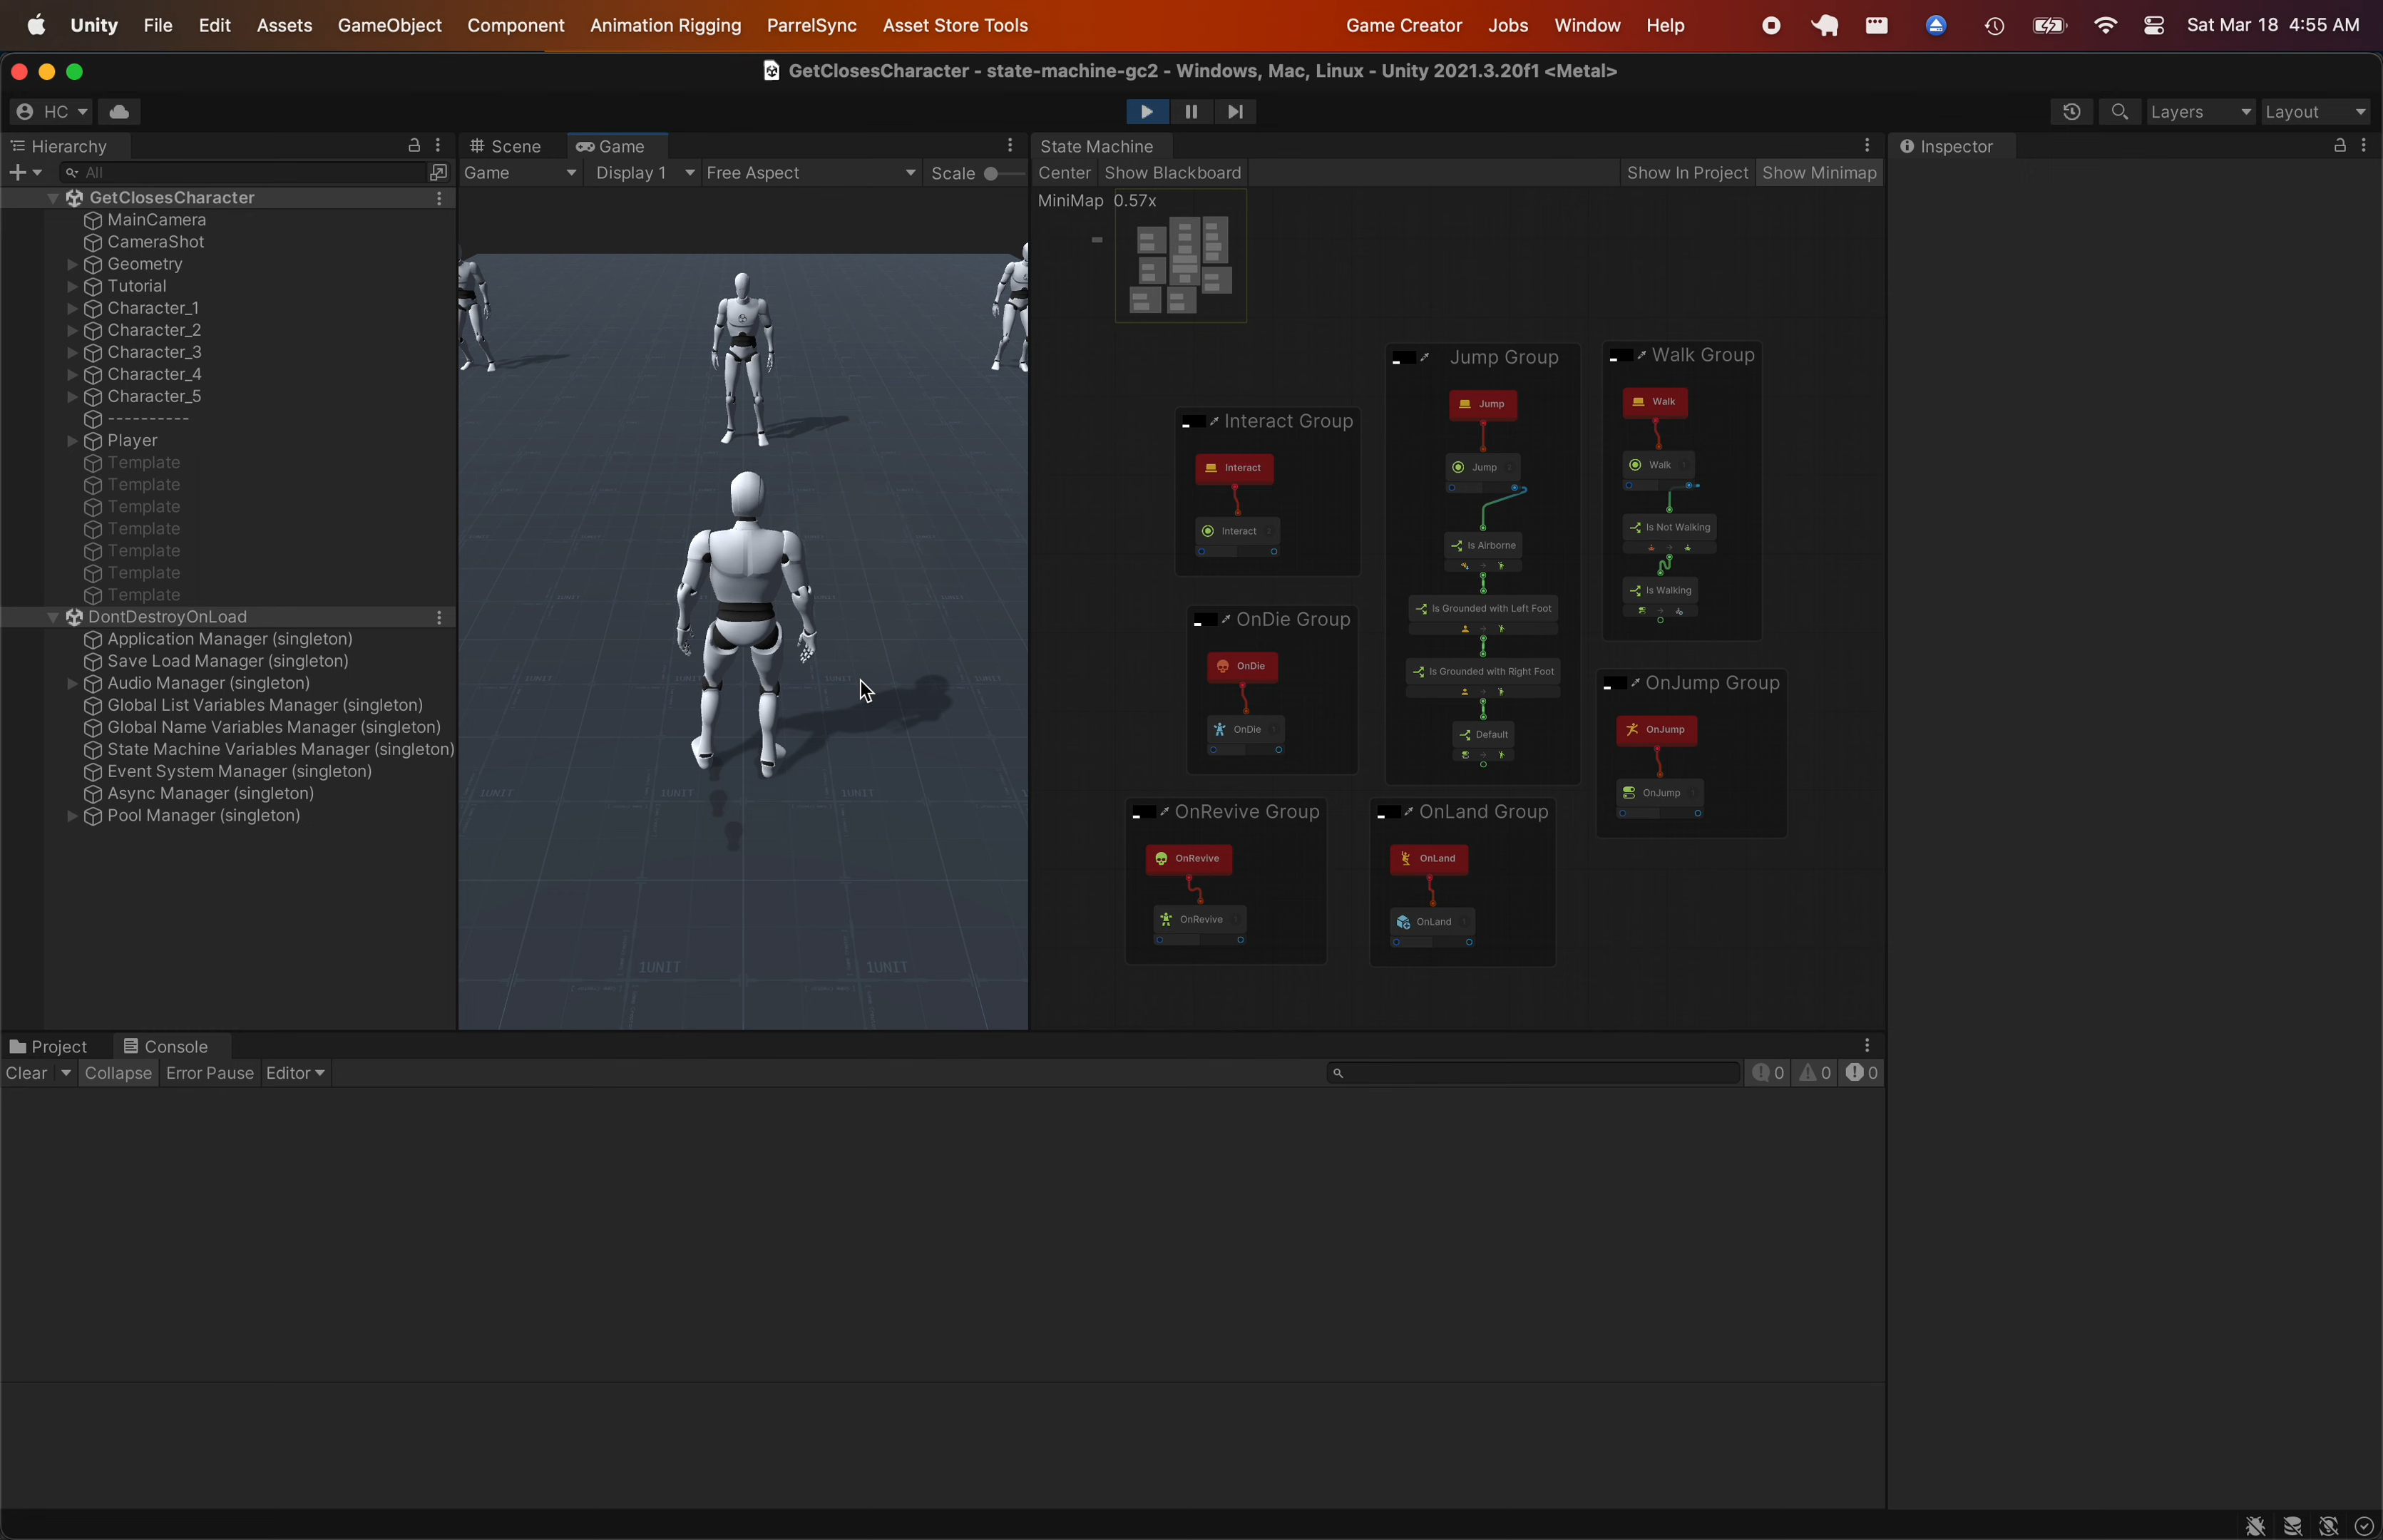 Unity File Edit Assets GameObject Component Animation Rigging ParrelSync Asset Store Tools Game Creator Jobs Window Help Sat Mar 18 4:55 AM
GetClosesCharacter - state-machine-gc2 - Windows, Mac, Linux - Unity 2021.3.20f1 <Metal>
HC Layers Layout
Hierarchy
All
GetClosesCharacter
MainCamera
CameraShot
Geometry
Tutorial
Character_1
Character_2
Character_3
Character_4
Character_5
----------
Player
Template
Template
Template
Template
Template
Template
Template
DontDestroyOnLoad
Application Manager (singleton)
Save Load Manager (singleton)
Audio Manager (singleton)
Global List Variables Manager (singleton)
Global Name Variables Manager (singleton)
State Machine Variables Manager (singleton)
Event System Manager (singleton)
Async Manager (singleton)
Pool Manager (singleton)
Scene Game
Game Display 1 Free Aspect Scale
1UNIT 1UNIT
1UNIT 1UNIT
State Machine
Center Show Blackboard Show In Project Show Minimap
MiniMap 0.57x
Interact Group
Interact
Interact
OnDie Group
OnDie
OnDie
OnRevive Group
OnRevive
OnRevive
Jump Group
Jump
Jump
Is Airborne
Is Grounded with Left Foot
Is Grounded with Right Foot
Default
OnLand Group
OnLand
OnLand
Walk Group
Walk
Walk
Is Not Walking
Is Walking
OnJump Group
OnJump
OnJump
Inspector
Project Console
Clear Collapse Error Pause Editor 0 0 0